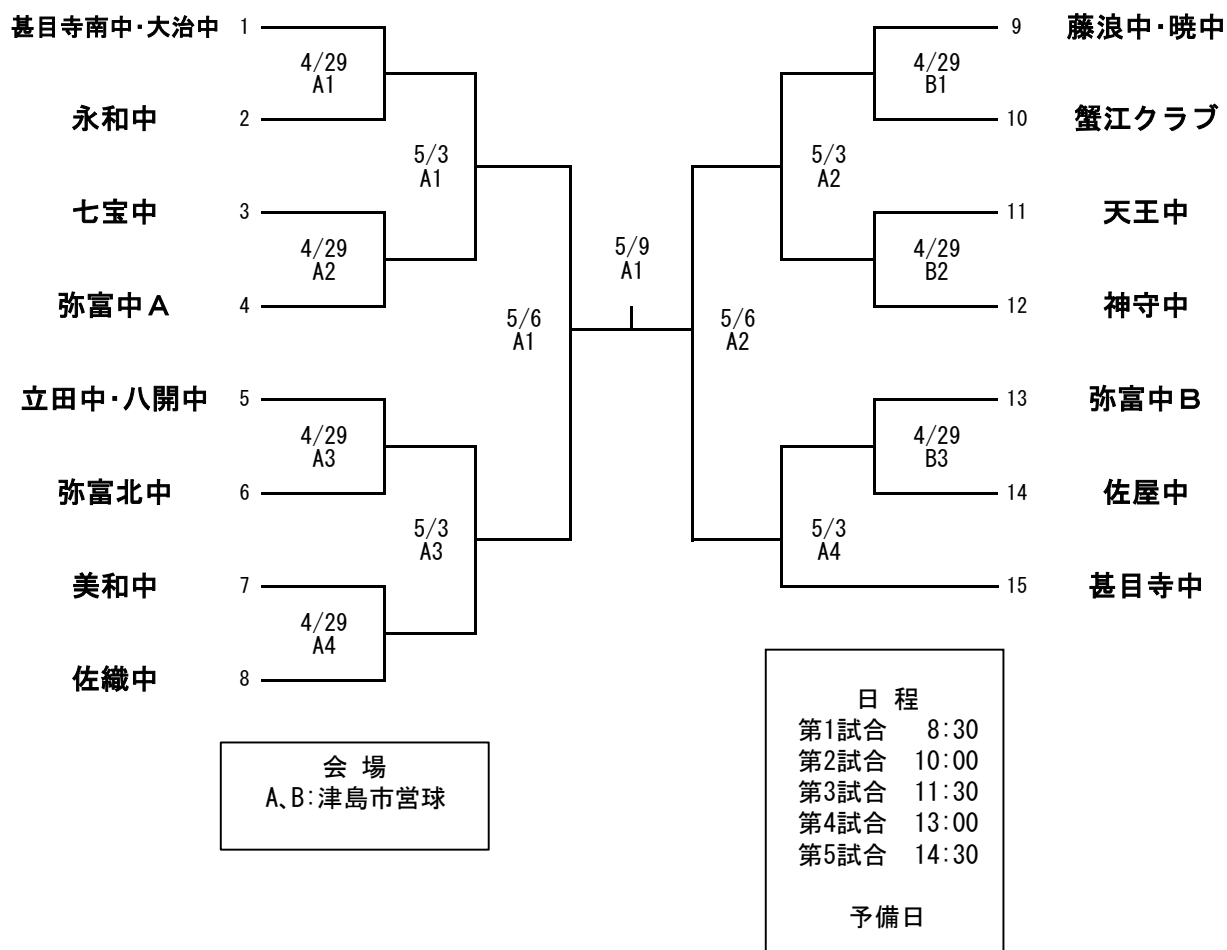 甚目寺南中・大治中 1
4/29
A1
永和中 2
5/3
A1
七宝中 3
4/29
A2
弥富中A 4
5/6
A1
立田中・八開中 5
4/29
A3
弥富北中 6
5/3
A3
美和中 7
4/29
A4
佐織中 8
5/9
A1
9 藤浪中・暁中
4/29
B1
10 蟹江クラブ
5/3
A2
11 天王中
4/29
B2
12 神守中
5/6
A2
13 弥富中B
4/29
B3
14 佐屋中
5/3
A4
15 甚目寺中
会 場
A、B:津島市営球
日 程
第1試合 8:30
第2試合 10:00
第3試合 11:30
第4試合 13:00
第5試合 14:30
予備日